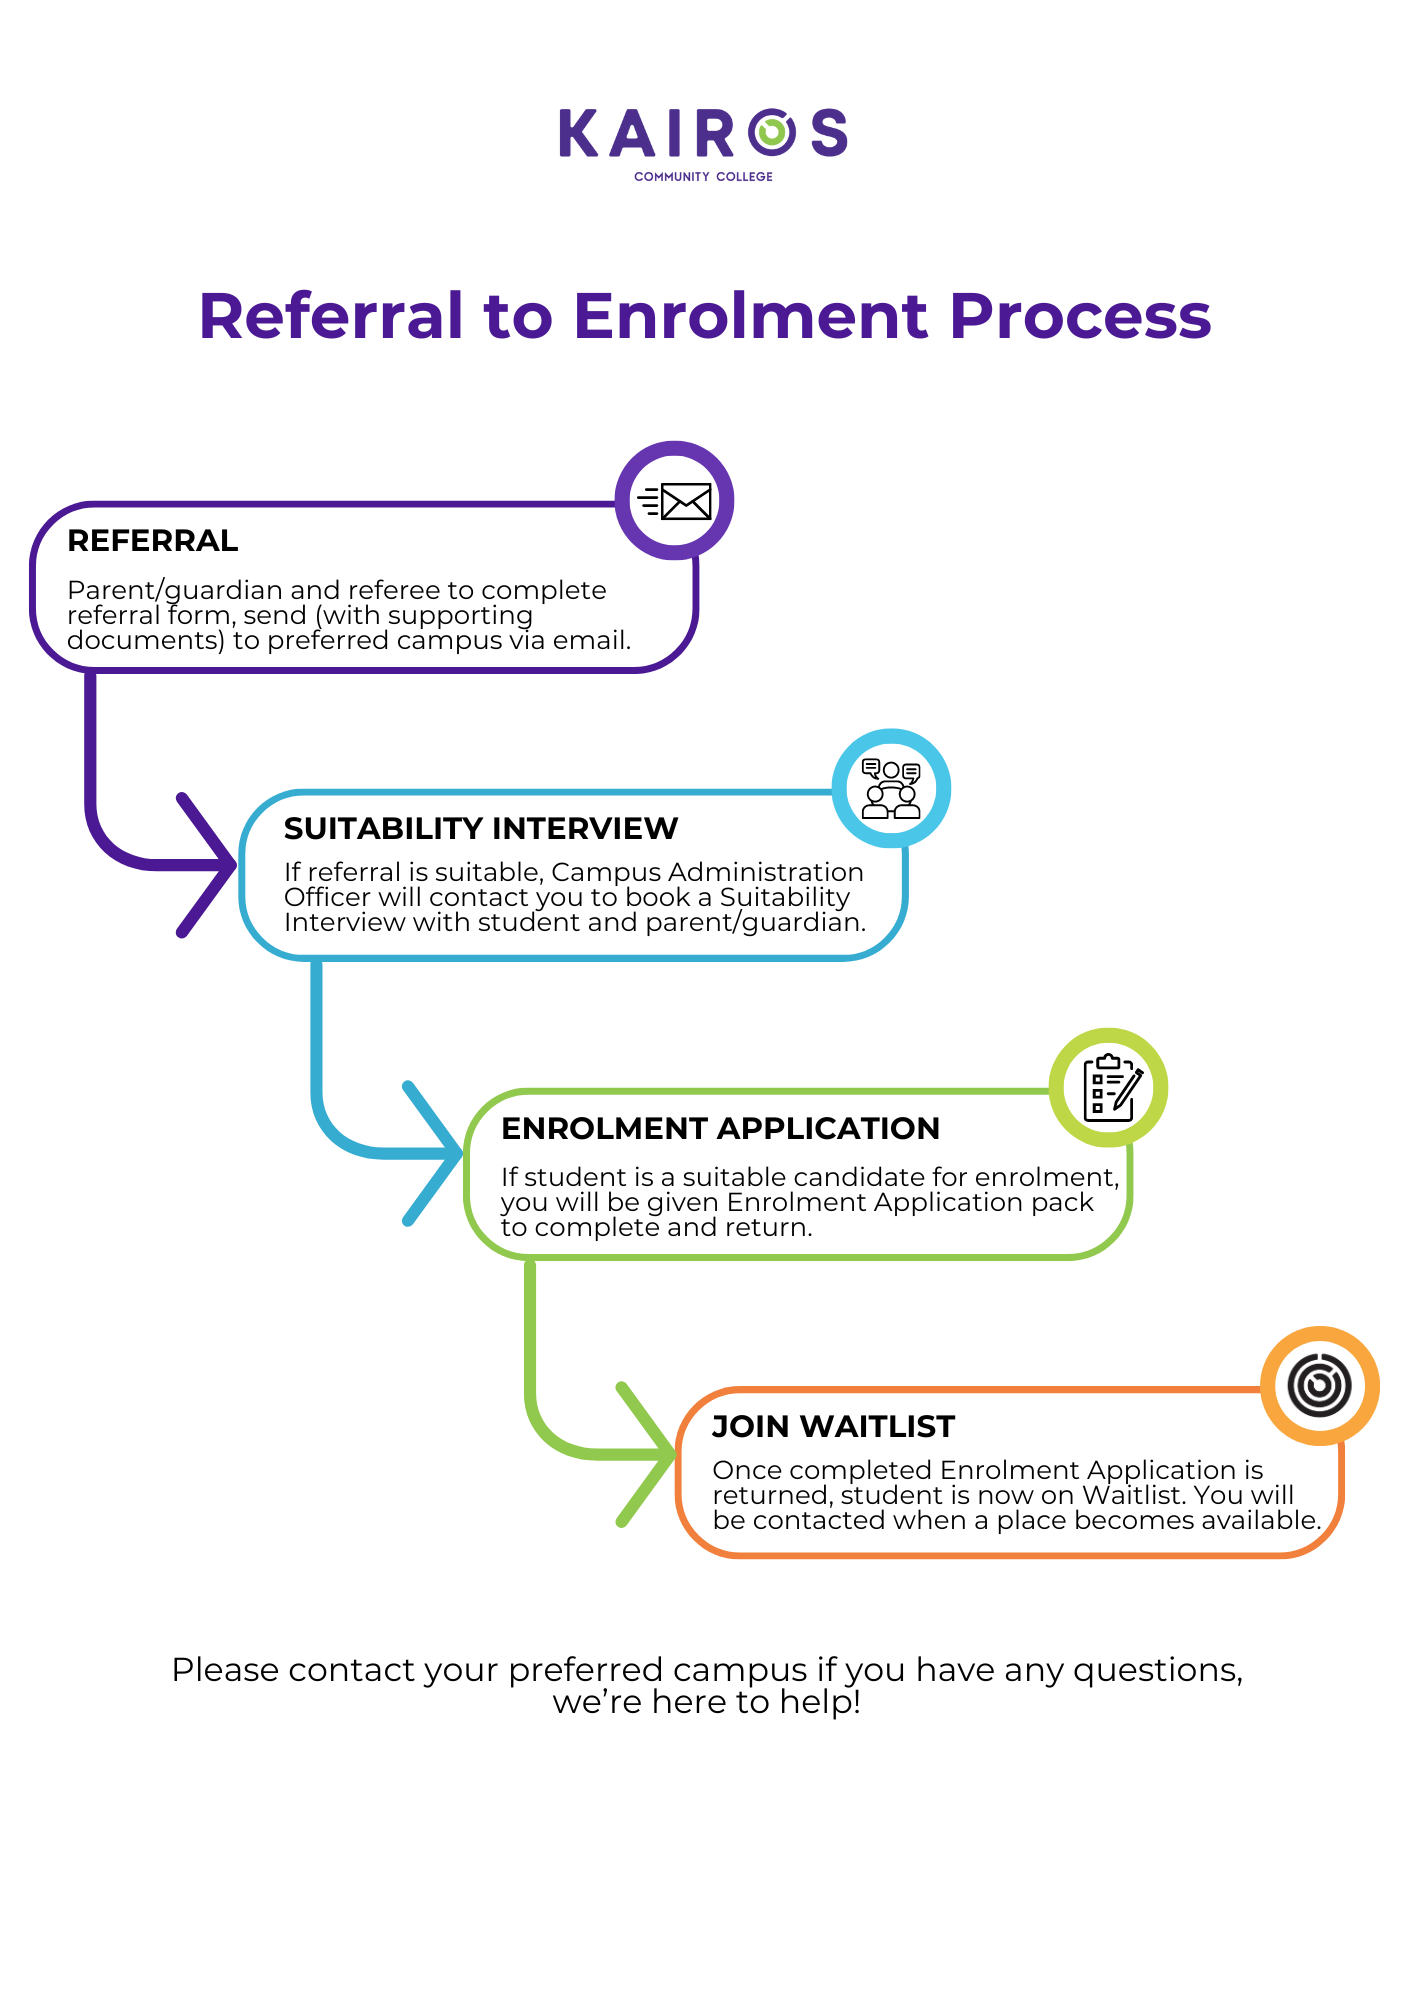 KAIROS
COMMUNITY COLLEGE
Referral to Enrolment Process
REFERRAL
Parent/guardian and referee to complete
referral form, send (with supporting
documents) to preferred campus via email.
SUITABILITY INTERVIEW
If referral is suitable, Campus Administration
Officer will contact you to book a Suitability
Interview with student and parent/guardian.
ENROLMENT APPLICATION
If student is a suitable candidate for enrolment,
you will be given Enrolment Application pack
to complete and return.
JOIN WAITLIST
Once completed Enrolment Application is
returned, student is now on Waitlist. You will
be contacted when a place becomes available.
Please contact your preferred campus if you have any questions,
we’re here to help!